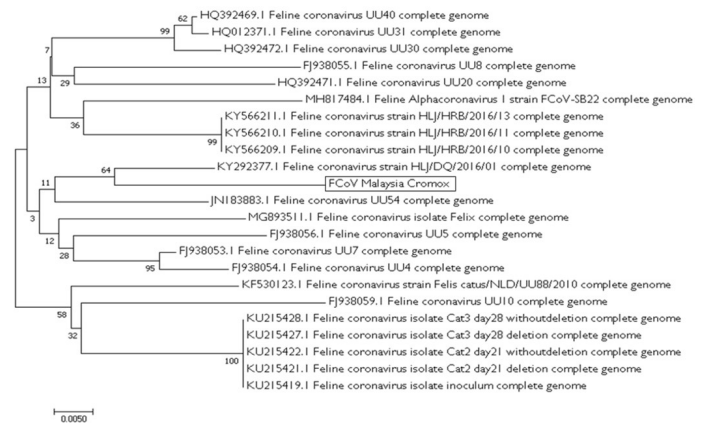 62
HQ392469.1 Feline coronavirus UU40 complete genome
99
HQ012371.1 Feline coronavirus UU31 complete genome
7
HQ392472.1 Feline coronavirus UU30 complete genome
FJ938055.1 Feline coronavirus UU8 complete genome
13
29
HQ392471.1 Feline coronavirus UU20 complete genome
MH817484.1 Feline Alphacoronavirus 1 strain FCoV-SB22 complete genome
36
KY566211.1 Feline coronavirus strain HLJ/HRB/2016/13 complete genome
KY566210.1 Feline coronavirus strain HLJ/HRB/2016/11 complete genome
99
KY566209.1 Feline coronavirus strain HLJ/HRB/2016/10 complete genome
64
KY292377.1 Feline coronavirus strain HLJ/DQ/2016/01 complete genome
11
FCoV Malaysia Cromox
JN183883.1 Feline coronavirus UU54 complete genome
3
MG893511.1 Feline coronavirus isolate Felix complete genome
12
FJ938056.1 Feline coronavirus UU5 complete genome
28
FJ938053.1 Feline coronavirus UU7 complete genome
95
FJ938054.1 Feline coronavirus UU4 complete genome
KF530123.1 Feline coronavirus strain Felis catus/NLD/UU88/2010 complete genome
58
FJ938059.1 Feline coronavirus UU10 complete genome
32
KU215428.1 Feline coronavirus isolate Cat3 day28 withoutdeletion complete genome
KU215427.1 Feline coronavirus isolate Cat3 day28 deletion complete genome
KU215422.1 Feline coronavirus isolate Cat2 day21 withoutdeletion complete genome
100
KU215421.1 Feline coronavirus isolate Cat2 day21 deletion complete genome
KU215419.1 Feline coronavirus isolate inoculum complete genome
0.0050